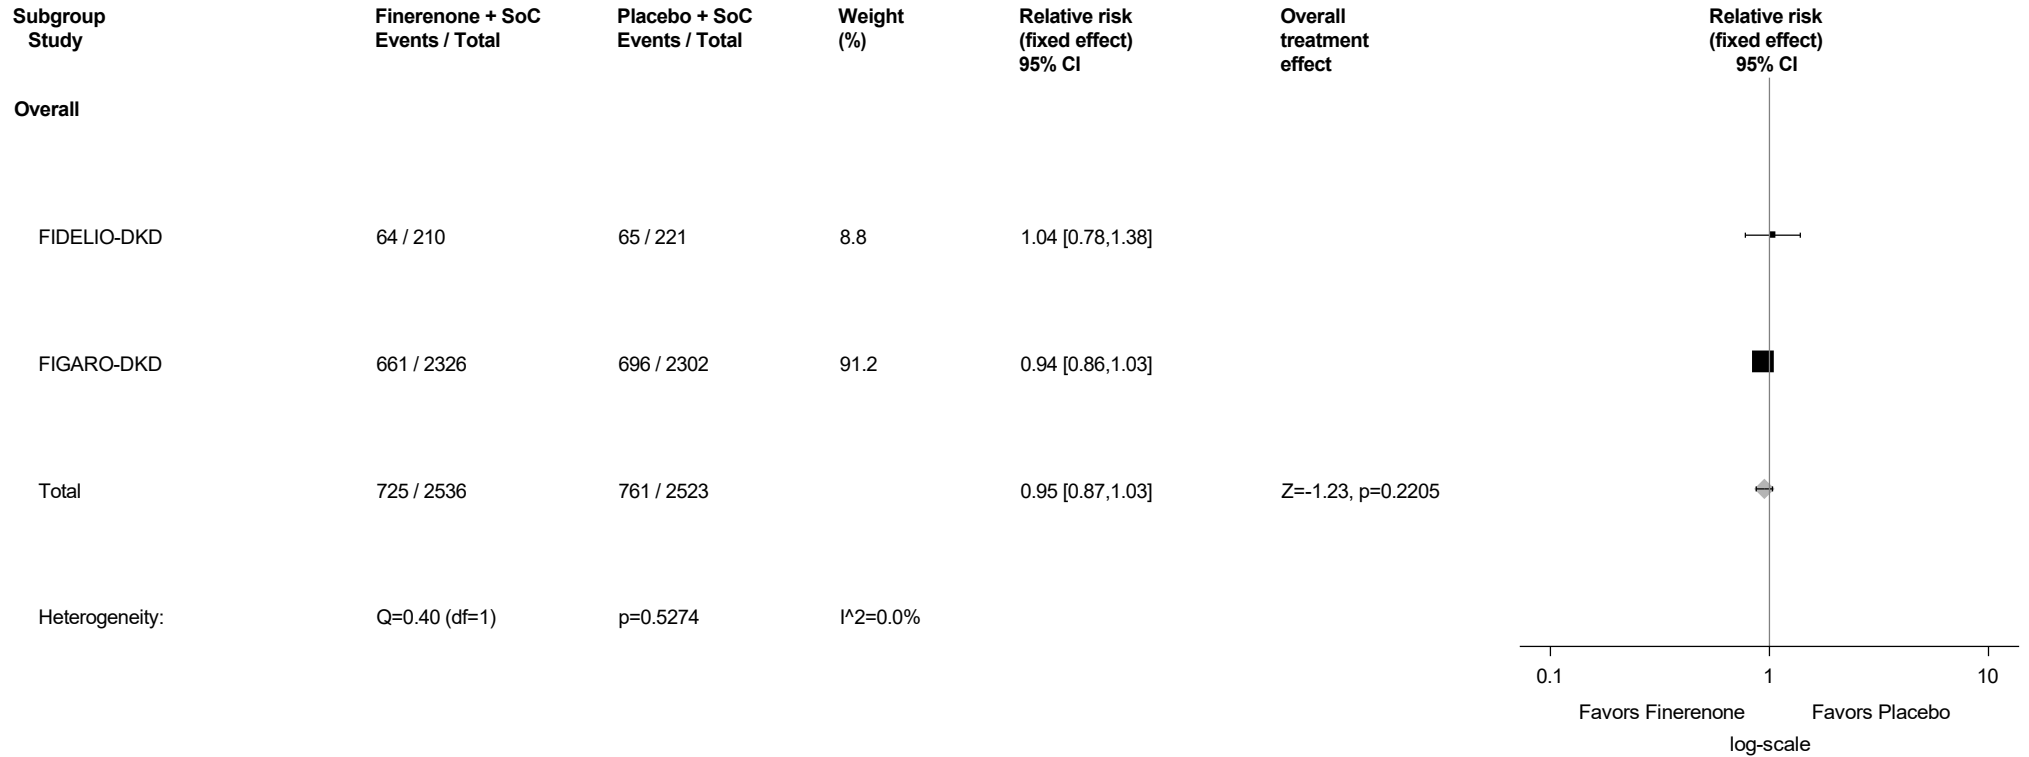 Subgroup Finerenone + SoC Placebo + SoC Weight Relative risk Overall Relative risk
Study Events / Total Events / Total (%) (fixed effect) treatment (fixed effect)
95% CI effect 95% CI
Overall
FIDELIO-DKD 64 / 210 65 / 221 8.8 1.04 [0.78,1.38]
FIGARO-DKD 661 / 2326 696 / 2302 91.2 0.94 [0.86,1.03]
Total 725 / 2536 761 / 2523 0.95 [0.87,1.03] Z=-1.23, p=0.2205
Heterogeneity: Q=0.40 (df=1) p=0.5274 I^2=0.0%
0.1 1 10
Favors Finerenone Favors Placebo
log-scale